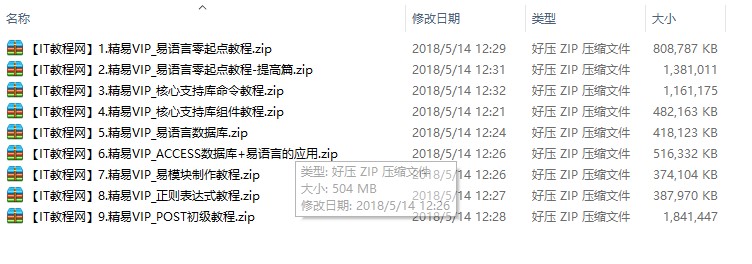 名称 修改日期 类型 大小
【IT教程网】1.精易VIP_易语言零起点教程.zip 2018/5/14 12:29 好压 ZIP 压缩文件 808,787 KB
【IT教程网】2.精易VIP_易语言零起点教程-提高篇.zip 2018/5/14 12:31 好压 ZIP 压缩文件 1,381,011
【IT教程网】3.精易VIP_核心支持库命令教程.zip 2018/5/14 12:32 好压 ZIP 压缩文件 1,161,175
【IT教程网】4.精易VIP_核心支持库组件教程.zip 2018/5/14 12:21 好压 ZIP 压缩文件 482,163 KB
【IT教程网】5.精易VIP_易语言数据库.zip 2018/5/14 12:24 好压 ZIP 压缩文件 418,123 KB
【IT教程网】6.精易VIP_ACCESS数据库+易语言的应用.zip 2018/5/14 12:26 好压 ZIP 压缩文件 516,332 KB
【IT教程网】7.精易VIP_易模块制作教程.zip 2018/5/14 12:26 好压 ZIP 压缩文件 374,104 KB
【IT教程网】8.精易VIP_正则表达式教程.zip 2018/5/14 12:27 好压 ZIP 压缩文件 387,970 KB
【IT教程网】9.精易VIP_POST初级教程.zip 2018/5/14 12:28 好压 ZIP 压缩文件 1,841,447
类型: 好压 ZIP 压缩文件
大小: 504 MB
修改日期: 2018/5/14 12:26